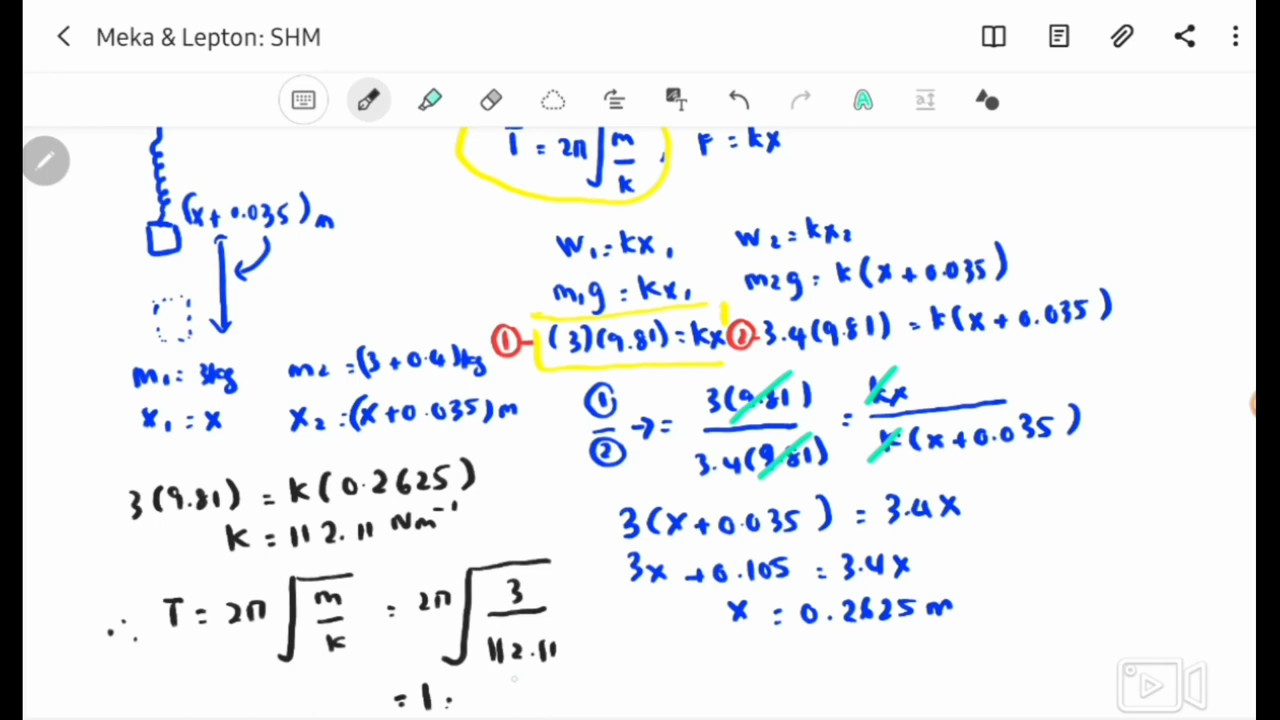 Meka & Lepton: SHM
T = 2π√(m/k), F = kx
(x + 0.035) m
W₁ = kx₁
m₁g = kx₁
① (3)(9.81) = kx
W₂ = kx₂
m₂g = k(x + 0.035)
② 3.4(9.81) = k(x + 0.035)
m₁ = 3kg
m₂ = (3 + 0.4)kg
x₁ = x
x₂ = (x + 0.035)m
①/② → = 3(9.81)/3.4(9.81) = kx/k(x + 0.035)
3(x + 0.035) = 3.4x
3x + 0.105 = 3.4x
x = 0.2625 m
3(9.81) = k(0.2625)
k = 112.11 Nm⁻¹
∴ T = 2π√(m/k) = 2π√(3/112.11)
= 1.